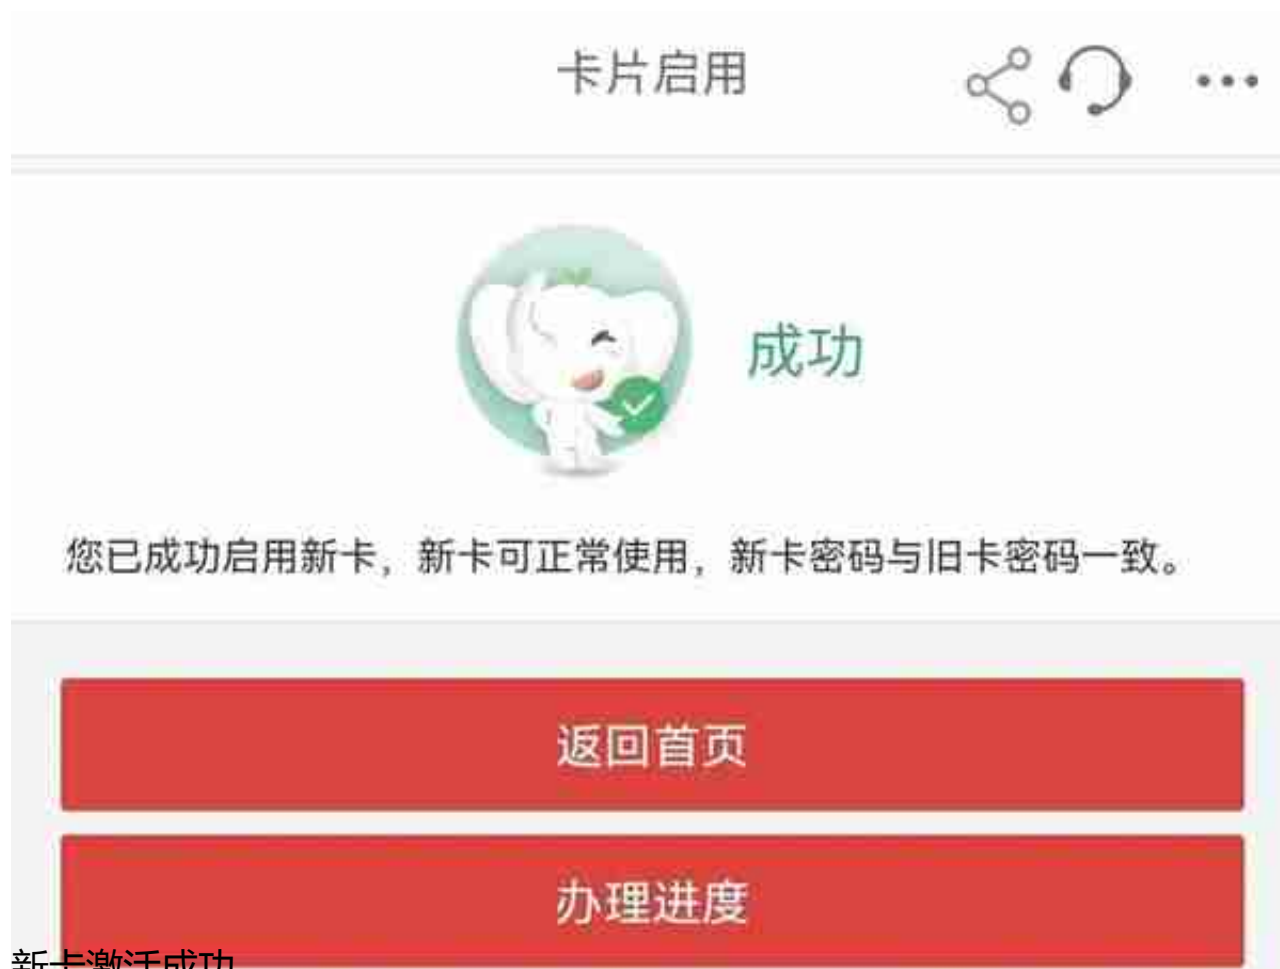 卡片启用
成功
您已成功启用新卡，新卡可正常使用，新卡密码与旧卡密码一致。
返回首页
办理进度
新卡激活成功